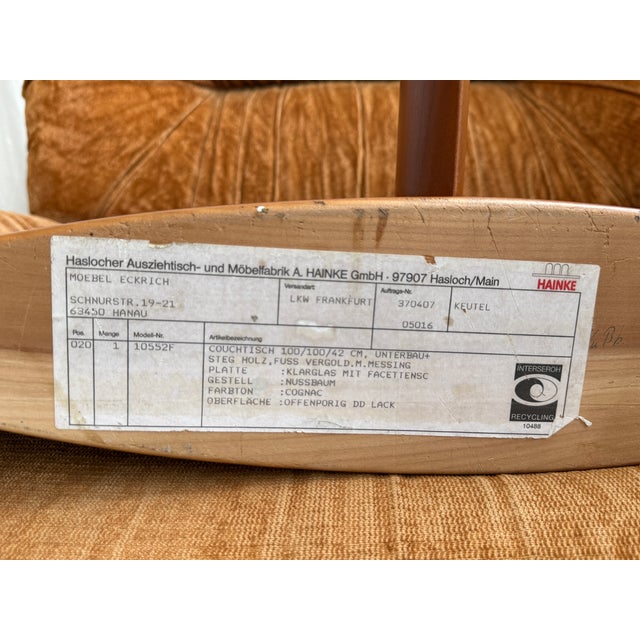 Haslocher Ausziehtisch- und Möbelfabrik A. HAINKE GmbH · 97907 Hasloch/Main
HAINKE
MOEBEL ECKRICH
SCHNURSTR.19-21
63450 HANAU
Versandart
LKW FRANKFURT
Auftrags-Nr.
370407
05016
KEUTEL
Pos. Menge Modell-Nr. Artikelbezeichnung
020 1 10552F COUCHTISCH 100/100/42 CM, UNTERBAU+
STEG HOLZ,FUSS VERGOLD.M.MESSING
PLATTE :KLARGLAS MIT FACETTENSC
GESTELL :NUSSBAUM
FARBTON :COGNAC
OBERFLÄCHE :OFFENPORIG DD LACK
INTERSEROH
RECYCLING
10488